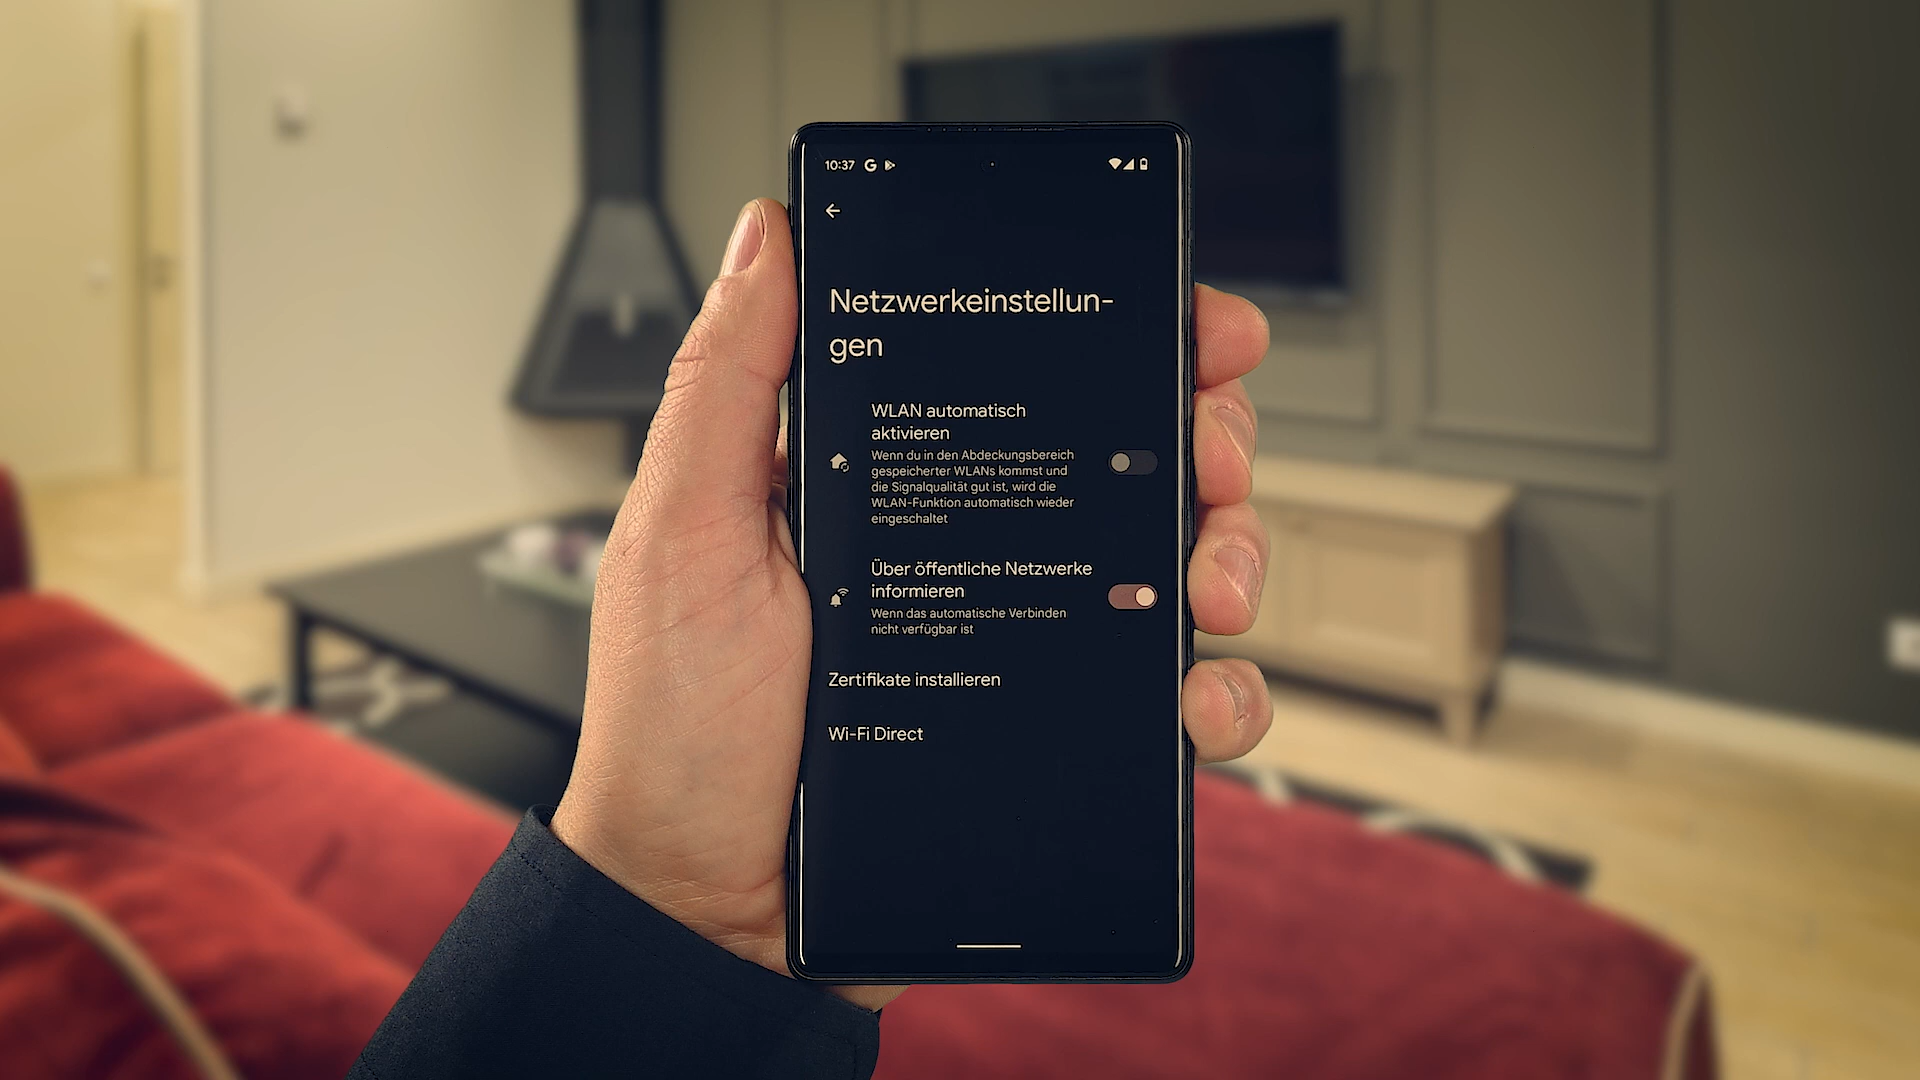 10:37
Netzwerkeinstellun-
gen
WLAN automatisch
aktivieren
Wenn du in den Abdeckungsbereich
gespeicherter WLANs kommst und
die Signalqualität gut ist, wird die
WLAN-Funktion automatisch wieder
eingeschaltet
Über öffentliche Netzwerke
informieren
Wenn das automatische Verbinden
nicht verfügbar ist
Zertifikate installieren
Wi-Fi Direct